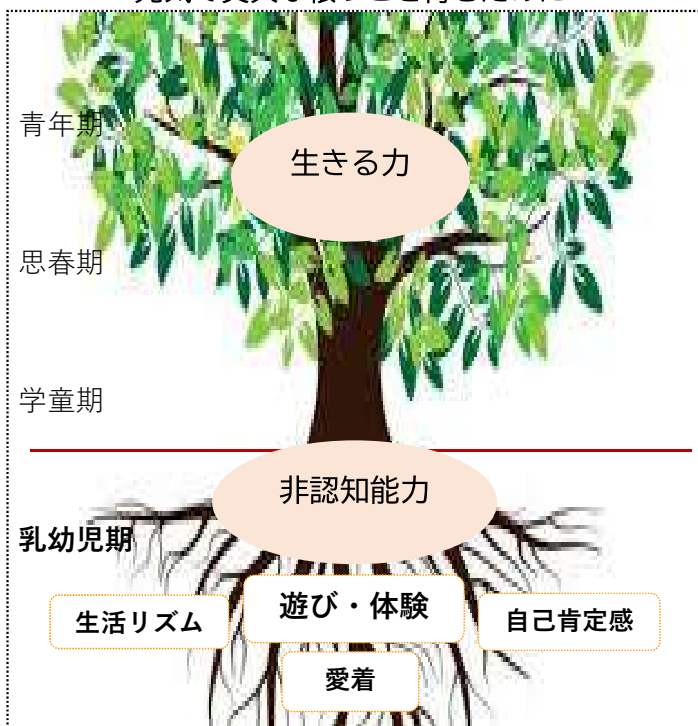 青年期
生きる力
思春期
学童期
非認知能力
乳幼児期
生活リズム
遊び・体験
自己肯定感
愛着